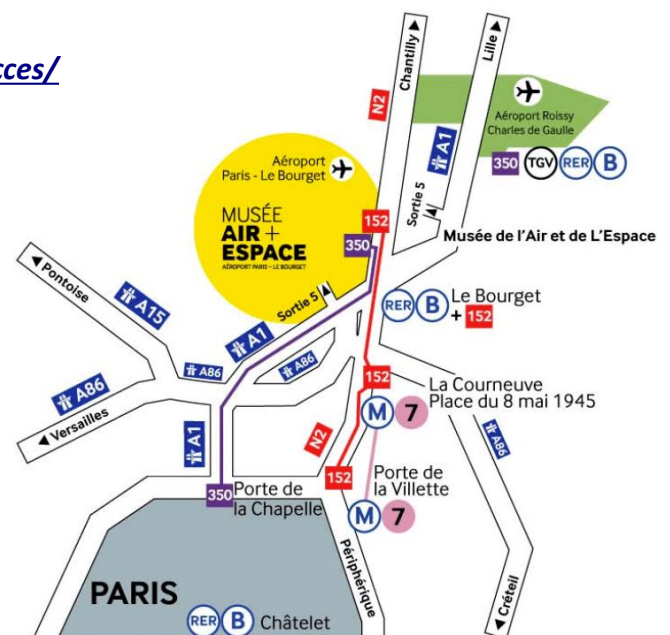 cces/
Chantilly
Lille
N2
A1
Aéroport Roissy
Charles de Gaulle
350 TGV RER B
Aéroport
Paris - Le Bourget
MUSÉE
AIR +
ESPACE
AÉROPORT PARIS – LE BOURGET
152
350
Sortie 5
Musée de l'Air et de L'Espace
Pontoise
A15
Sortie 5
A1
RER B Le Bourget
+ 152
A86
A86
A86
Versailles
152
La Courneuve
Place du 8 mai 1945
M 7
A1
N2
A86
350 Porte de
la Chapelle
152
Porte de
la Villette
M 7
Périphérique
PARIS
Créteil
RER B Châtelet